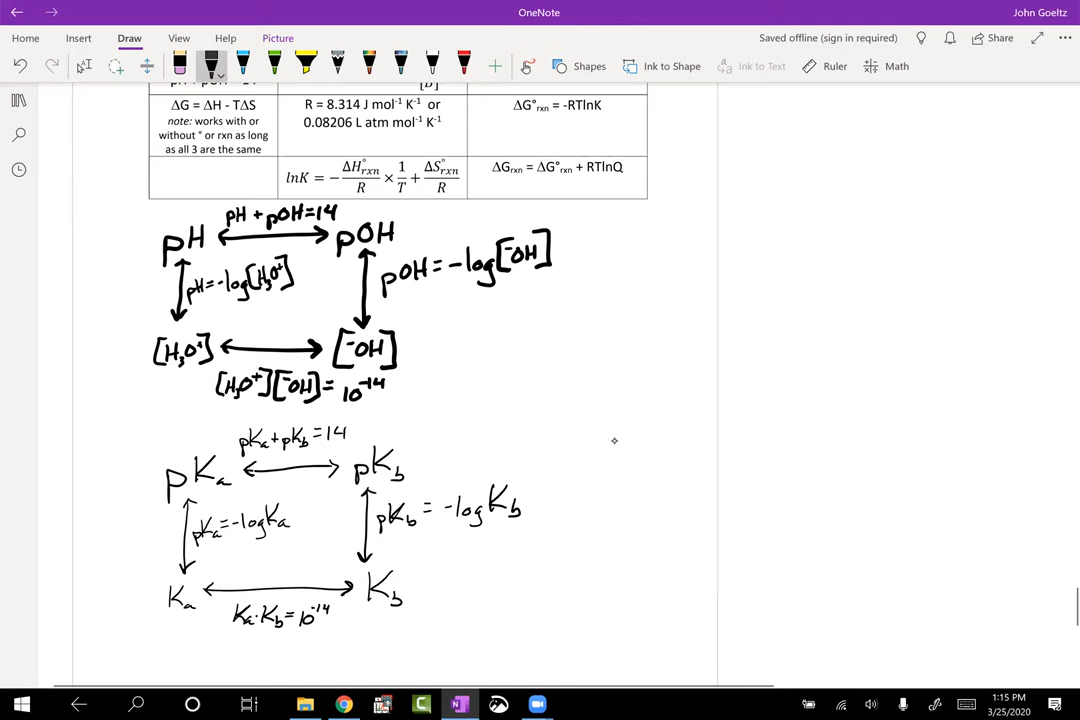 OneNote
John Goeltz
Home Insert Draw View Help Picture
Saved offline (sign in required) Share
Shapes Ink to Shape Ink to Text Ruler Math
[B]
ΔG = ΔH - TΔS
note: works with or
without ° or rxn as long
as all 3 are the same
R = 8.314 J mol⁻¹ K⁻¹ or
0.08206 L atm mol⁻¹ K⁻¹
ΔG°rxn = -RTlnK
lnK = − ΔH°rxn/R × 1/T + ΔS°rxn/R
ΔGrxn = ΔG°rxn + RTlnQ
pH + pOH = 14
pH pOH
pH = -log[H₃O⁺]
pOH = -log[⁻OH]
[H₃O⁺] [⁻OH]
[H₃O⁺][⁻OH] = 10⁻¹⁴
pKa + pKb = 14
pKa pKb
pKa = -logKa
pKb = -logKb
Ka Kb
Ka·Kb = 10⁻¹⁴
1:15 PM
3/25/2020